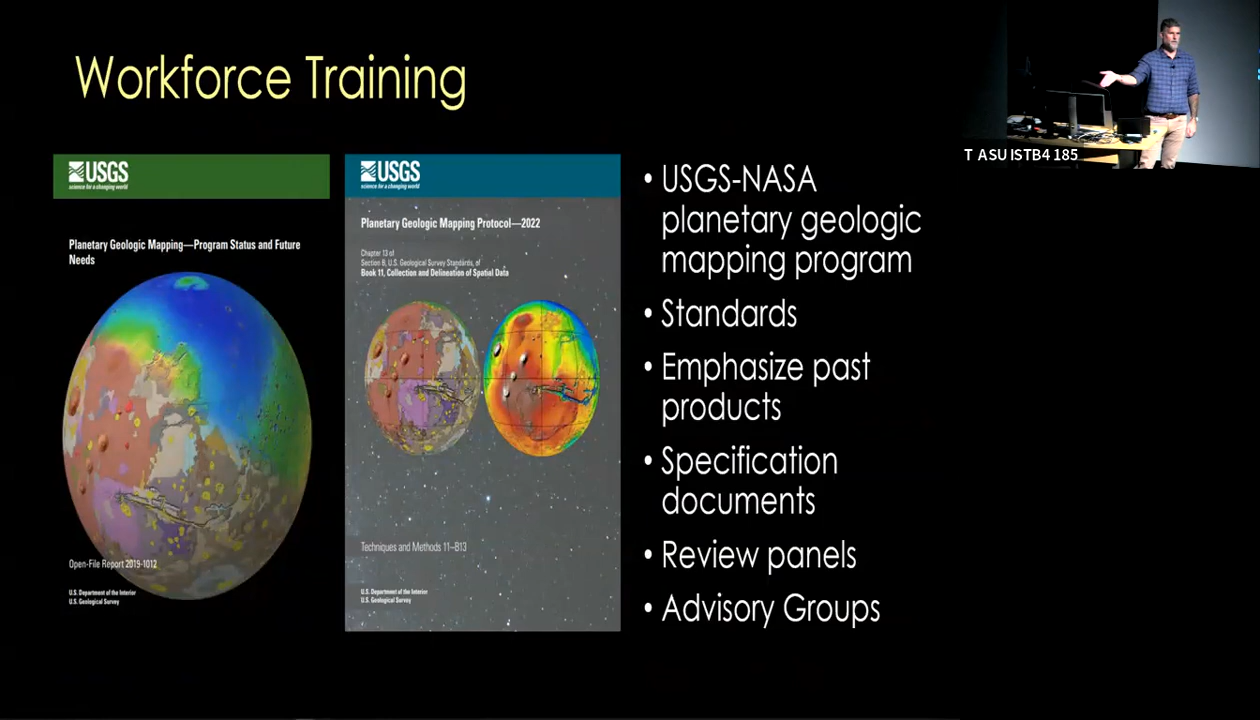 Workforce Training
USGS
science for a changing world
Planetary Geologic Mapping—Program Status and Future
Needs
Open-File Report 2019-1012
U.S. Department of the Interior
U.S. Geological Survey
USGS
science for a changing world
Planetary Geologic Mapping Protocol—2022
Chapter 13 of
Section B, U.S. Geological Survey Standards, of
Book 11, Collection and Delineation of Spatial Data
Techniques and Methods 11–B13
U.S. Department of the Interior
U.S. Geological Survey
• USGS-NASA
planetary geologic
mapping program
• Standards
• Emphasize past
products
• Specification
documents
• Review panels
• Advisory Groups
T ASU ISTB4 185